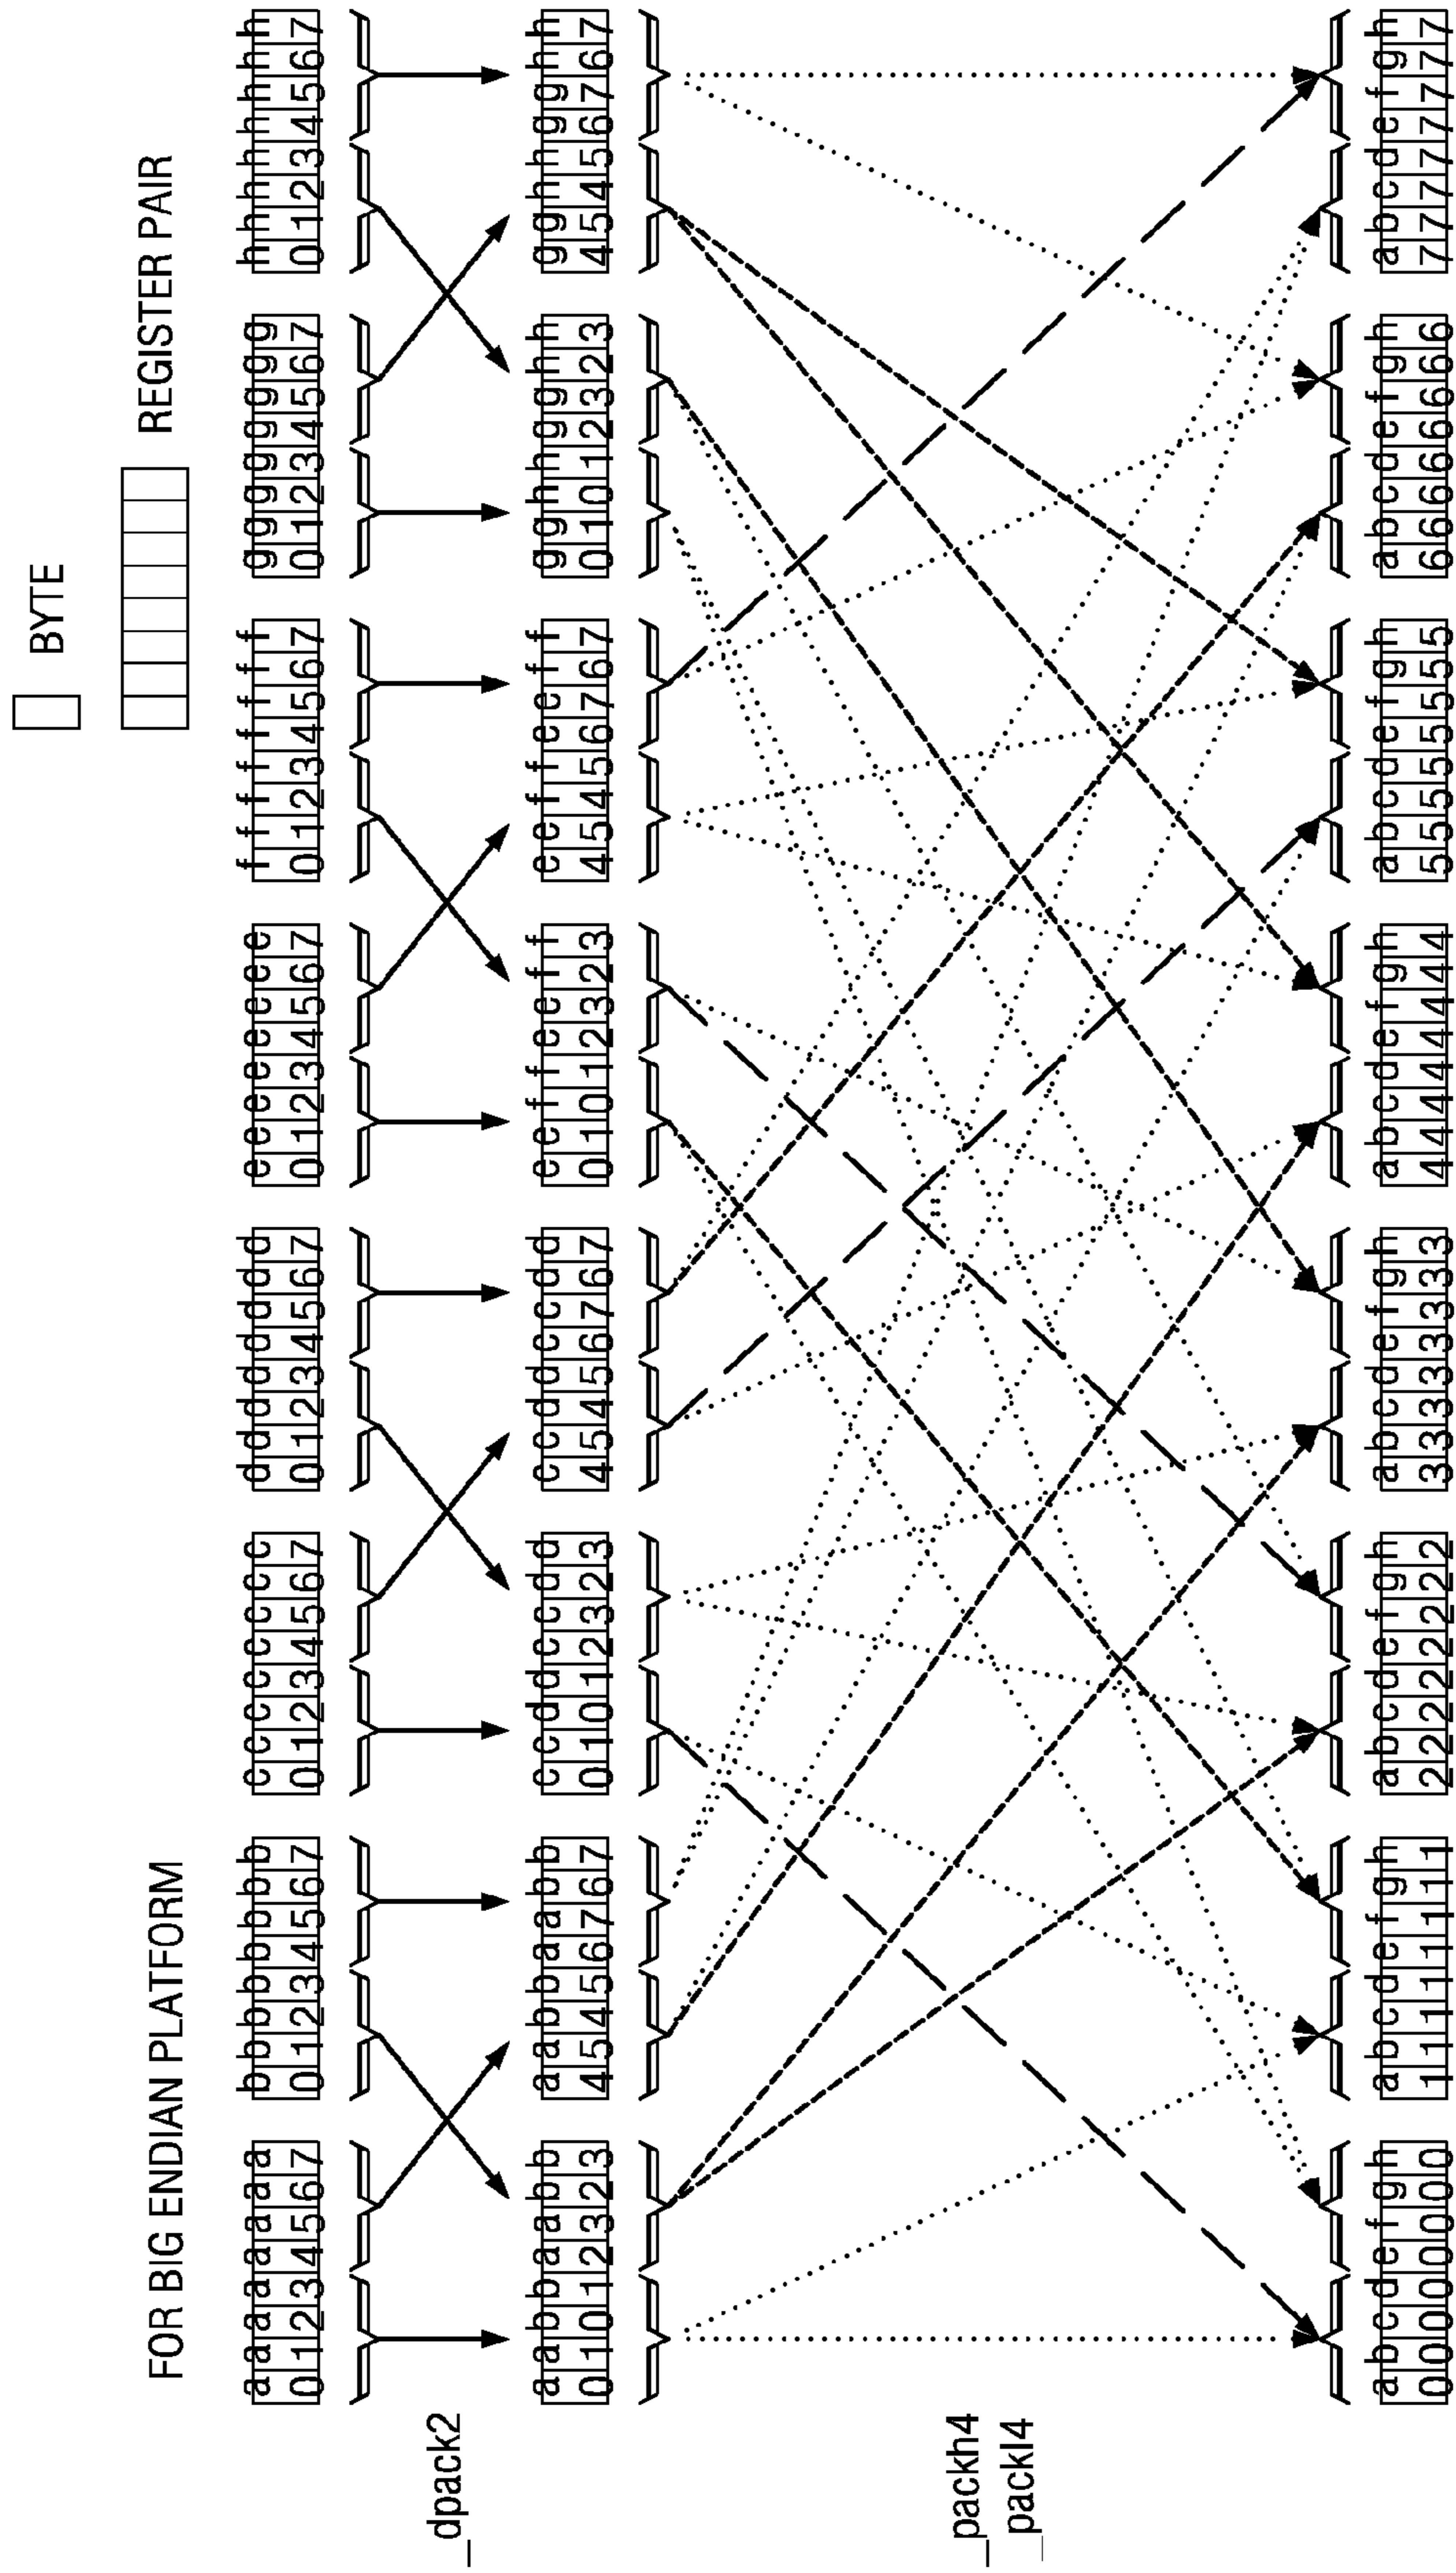 BYTE
FOR BIG ENDIAN PLATFORM REGISTER PAIR
a a a a a a a a b b b b b b b b c c c c c c c c d d d d d d d d e e e e e e e e f f f f f f f f g g g g g g g g h h h h h h h h
0 1 2 3 4 5 6 7 0 1 2 3 4 5 6 7 0 1 2 3 4 5 6 7 0 1 2 3 4 5 6 7 0 1 2 3 4 5 6 7 0 1 2 3 4 5 6 7 0 1 2 3 4 5 6 7 0 1 2 3 4 5 6 7
_dpack2
a a b b a a b b a a b b a a b b c c d d c c d d c c d d c c d d e e f f e e f f e e f f e e f f g g h h g g h h g g h h g g h h
0 1 0 1 2 3 2 3 4 5 4 5 6 7 6 7 0 1 0 1 2 3 2 3 4 5 4 5 6 7 6 7 0 1 0 1 2 3 2 3 4 5 4 5 6 7 6 7 0 1 0 1 2 3 2 3 4 5 4 5 6 7 6 7
_packh4
_packl4
a b c d e f g h a b c d e f g h a b c d e f g h a b c d e f g h a b c d e f g h a b c d e f g h a b c d e f g h a b c d e f g h
0 0 0 0 0 0 0 0 1 1 1 1 1 1 1 1 2 2 2 2 2 2 2 2 3 3 3 3 3 3 3 3 4 4 4 4 4 4 4 4 5 5 5 5 5 5 5 5 6 6 6 6 6 6 6 6 7 7 7 7 7 7 7 7